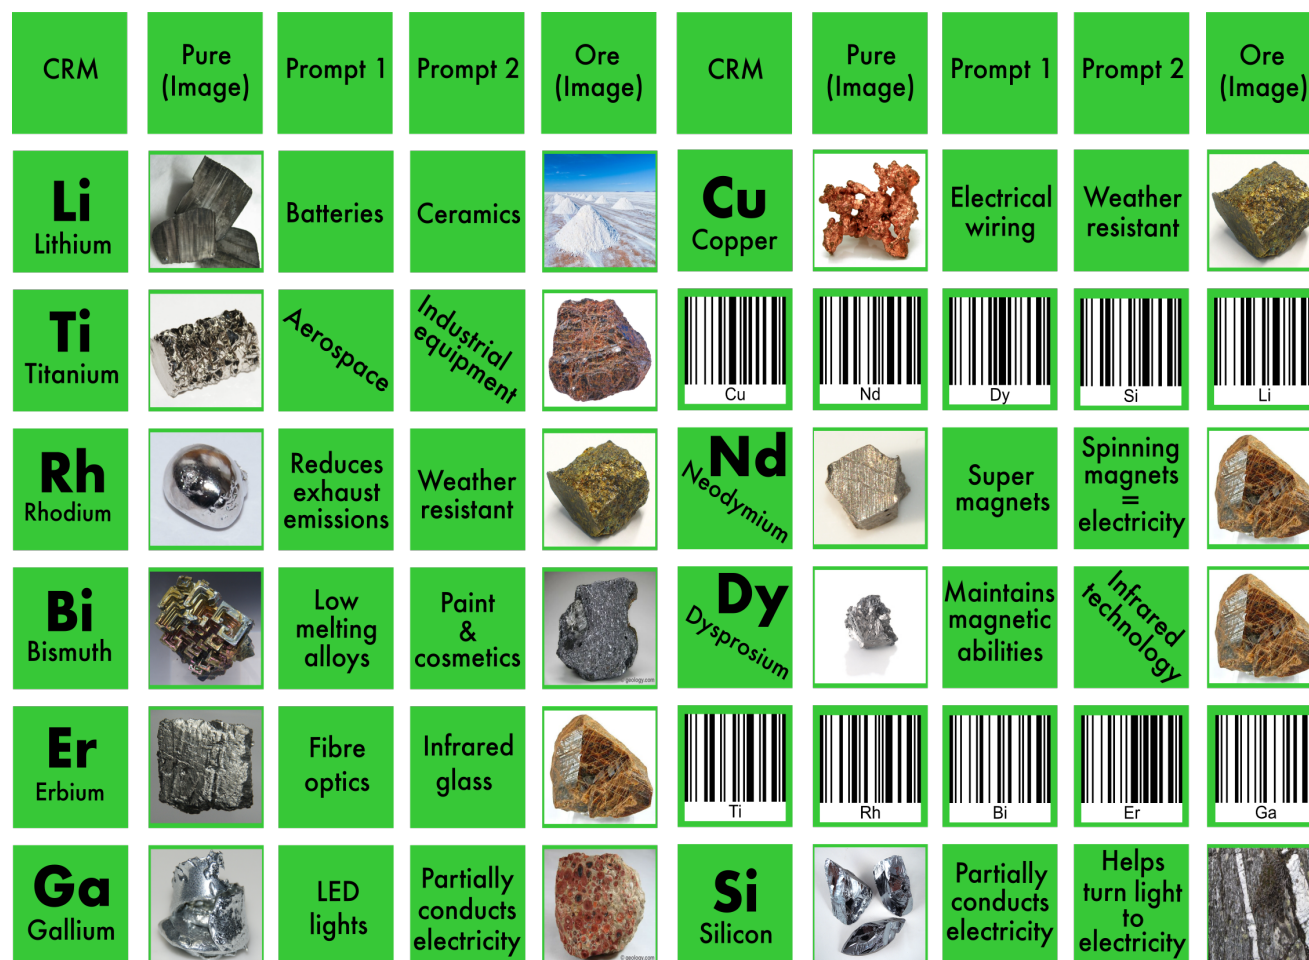 CRM
Pure
(Image)
Prompt 1
Prompt 2
Ore
(Image)
CRM
Pure
(Image)
Prompt 1
Prompt 2
Ore
(Image)
Li
Lithium
Batteries
Ceramics
Cu
Copper
Electrical
wiring
Weather
resistant
Ti
Titanium
Aerospace
Industrial
equipment
Cu
Nd
Dy
Si
Li
Rh
Rhodium
Reduces
exhaust
emissions
Weather
resistant
Nd
Neodymium
Super
magnets
Spinning
magnets
=
electricity
Bi
Bismuth
Low
melting
alloys
Paint
&
cosmetics
© geology.com
Dy
Dysprosium
Maintains
magnetic
abilities
Infrared
technology
Er
Erbium
Fibre
optics
Infrared
glass
Ti
Rh
Bi
Er
Ga
Ga
Gallium
LED
lights
Partially
conducts
electricity
© geology.com
Si
Silicon
Partially
conducts
electricity
Helps
turn light
to
electricity